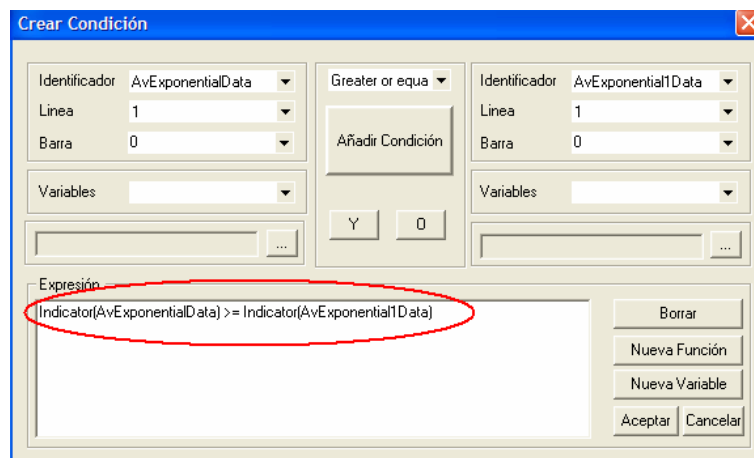 Crear Condición
Identificador AvExponentialData Greater or equa Identificador AvExponential1Data
Linea 1 Linea 1
Barra 0 Añadir Condición Barra 0
Variables Variables
Y O
... ...
Expresión
Indicator(AvExponentialData) >= Indicator(AvExponential1Data)
Borrar
Nueva Función
Nueva Variable
Aceptar Cancelar